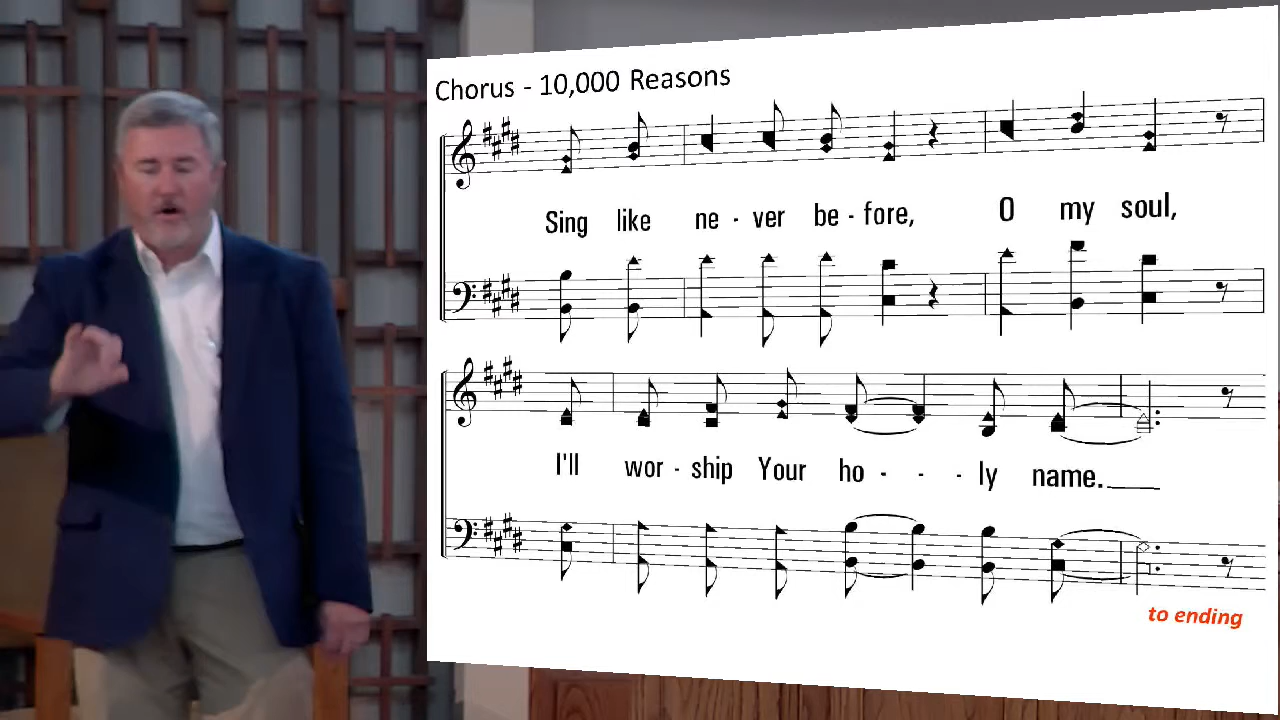 Chorus - 10,000 Reasons
Sing like ne - ver be - fore, O my soul,
I'll wor - ship Your ho - - - ly name.___
to ending